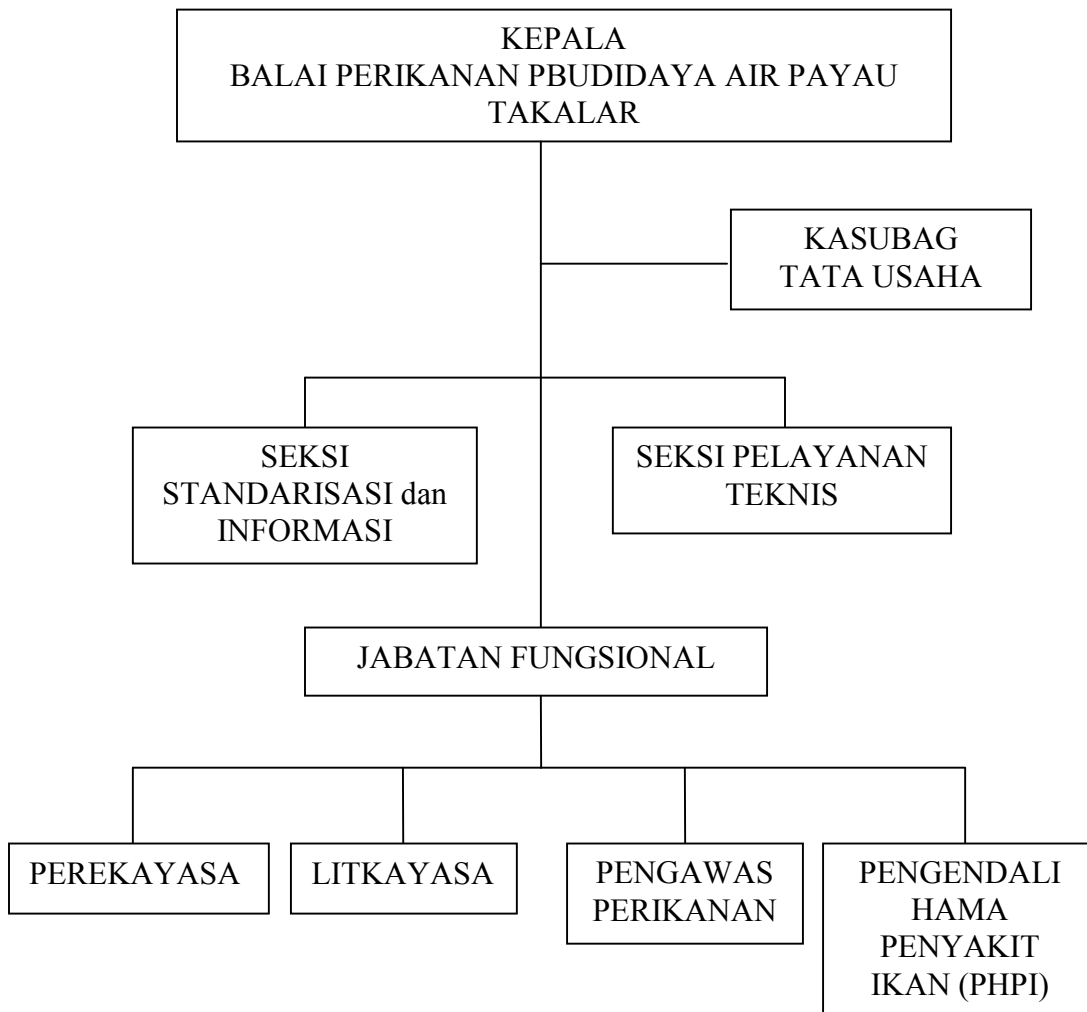 KEPALA
BALAI PERIKANAN PBUDIDAYA AIR PAYAU
TAKALAR
KASUBAG
TATA USAHA
SEKSI
STANDARISASI dan
INFORMASI
SEKSI PELAYANAN
TEKNIS
JABATAN FUNGSIONAL
PEREKAYASA
LITKAYASA
PENGAWAS
PERIKANAN
PENGENDALI
HAMA
PENYAKIT
IKAN (PHPI)